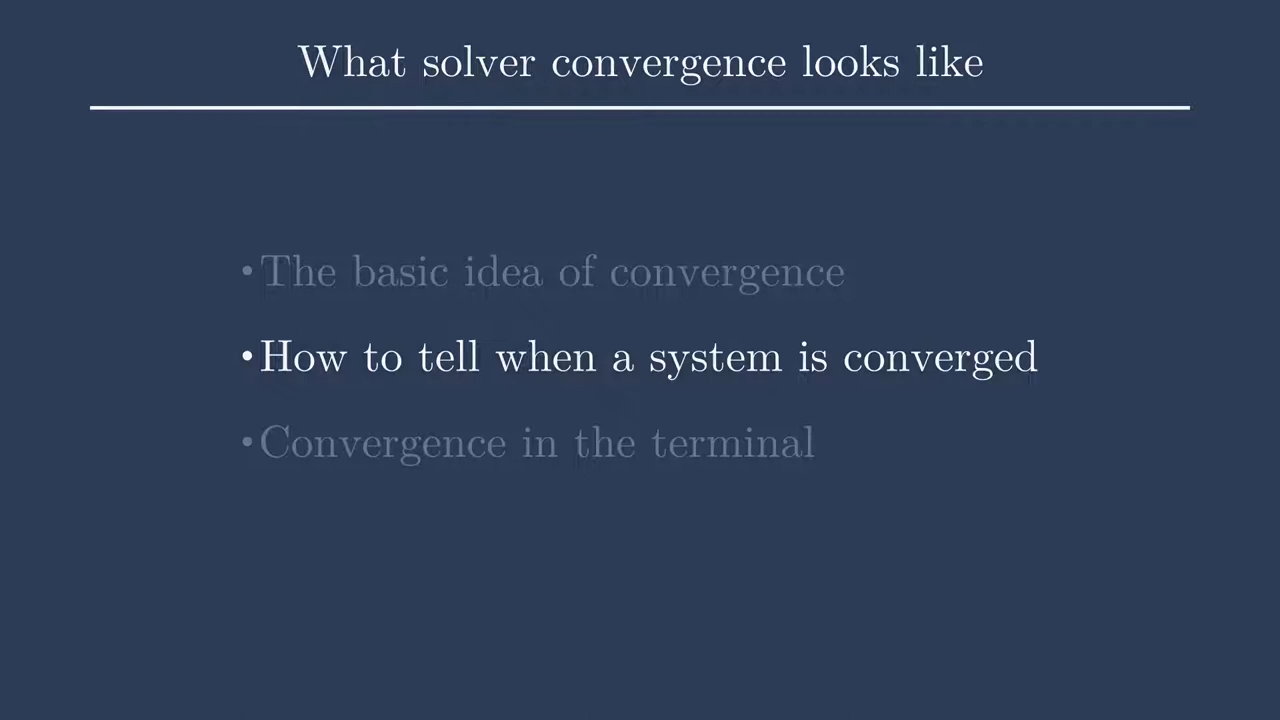 What solver convergence looks like
•The basic idea of convergence
•How to tell when a system is converged
•Convergence in the terminal